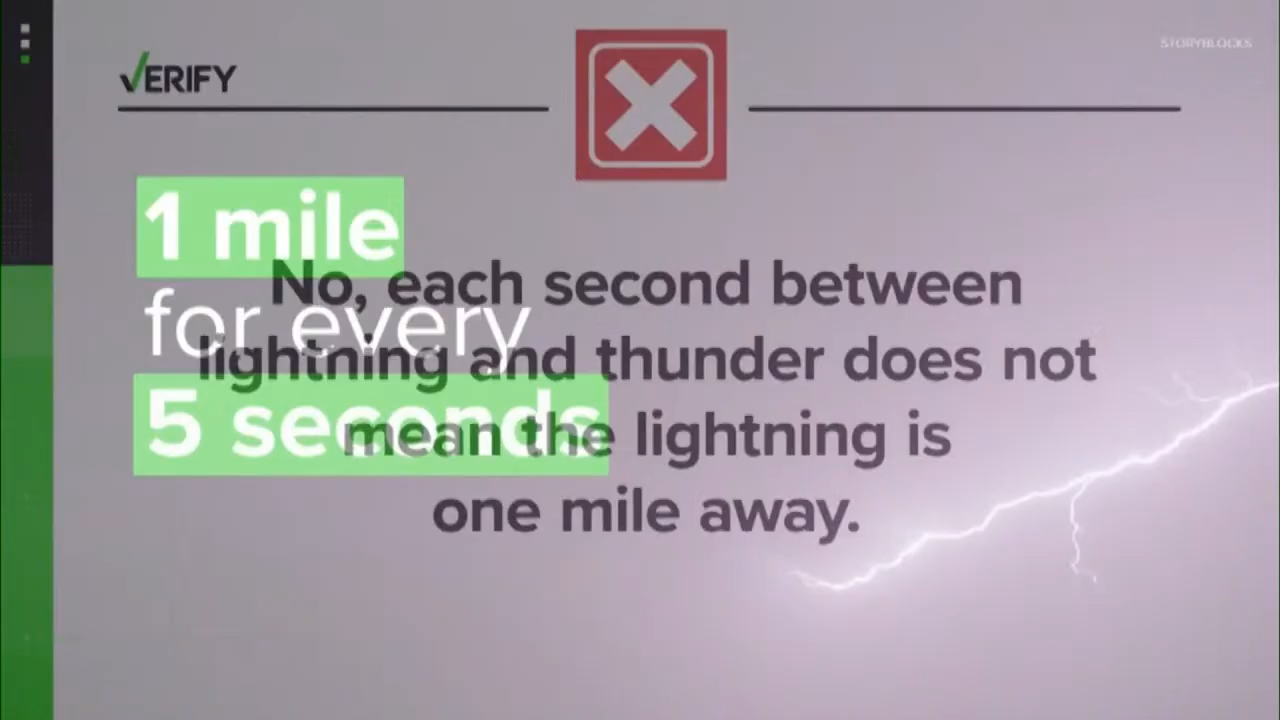 STORYBLOCKS
VERIFY
1 mile
for every
5 seconds
No, each second between
lightning and thunder does not
mean the lightning is
one mile away.